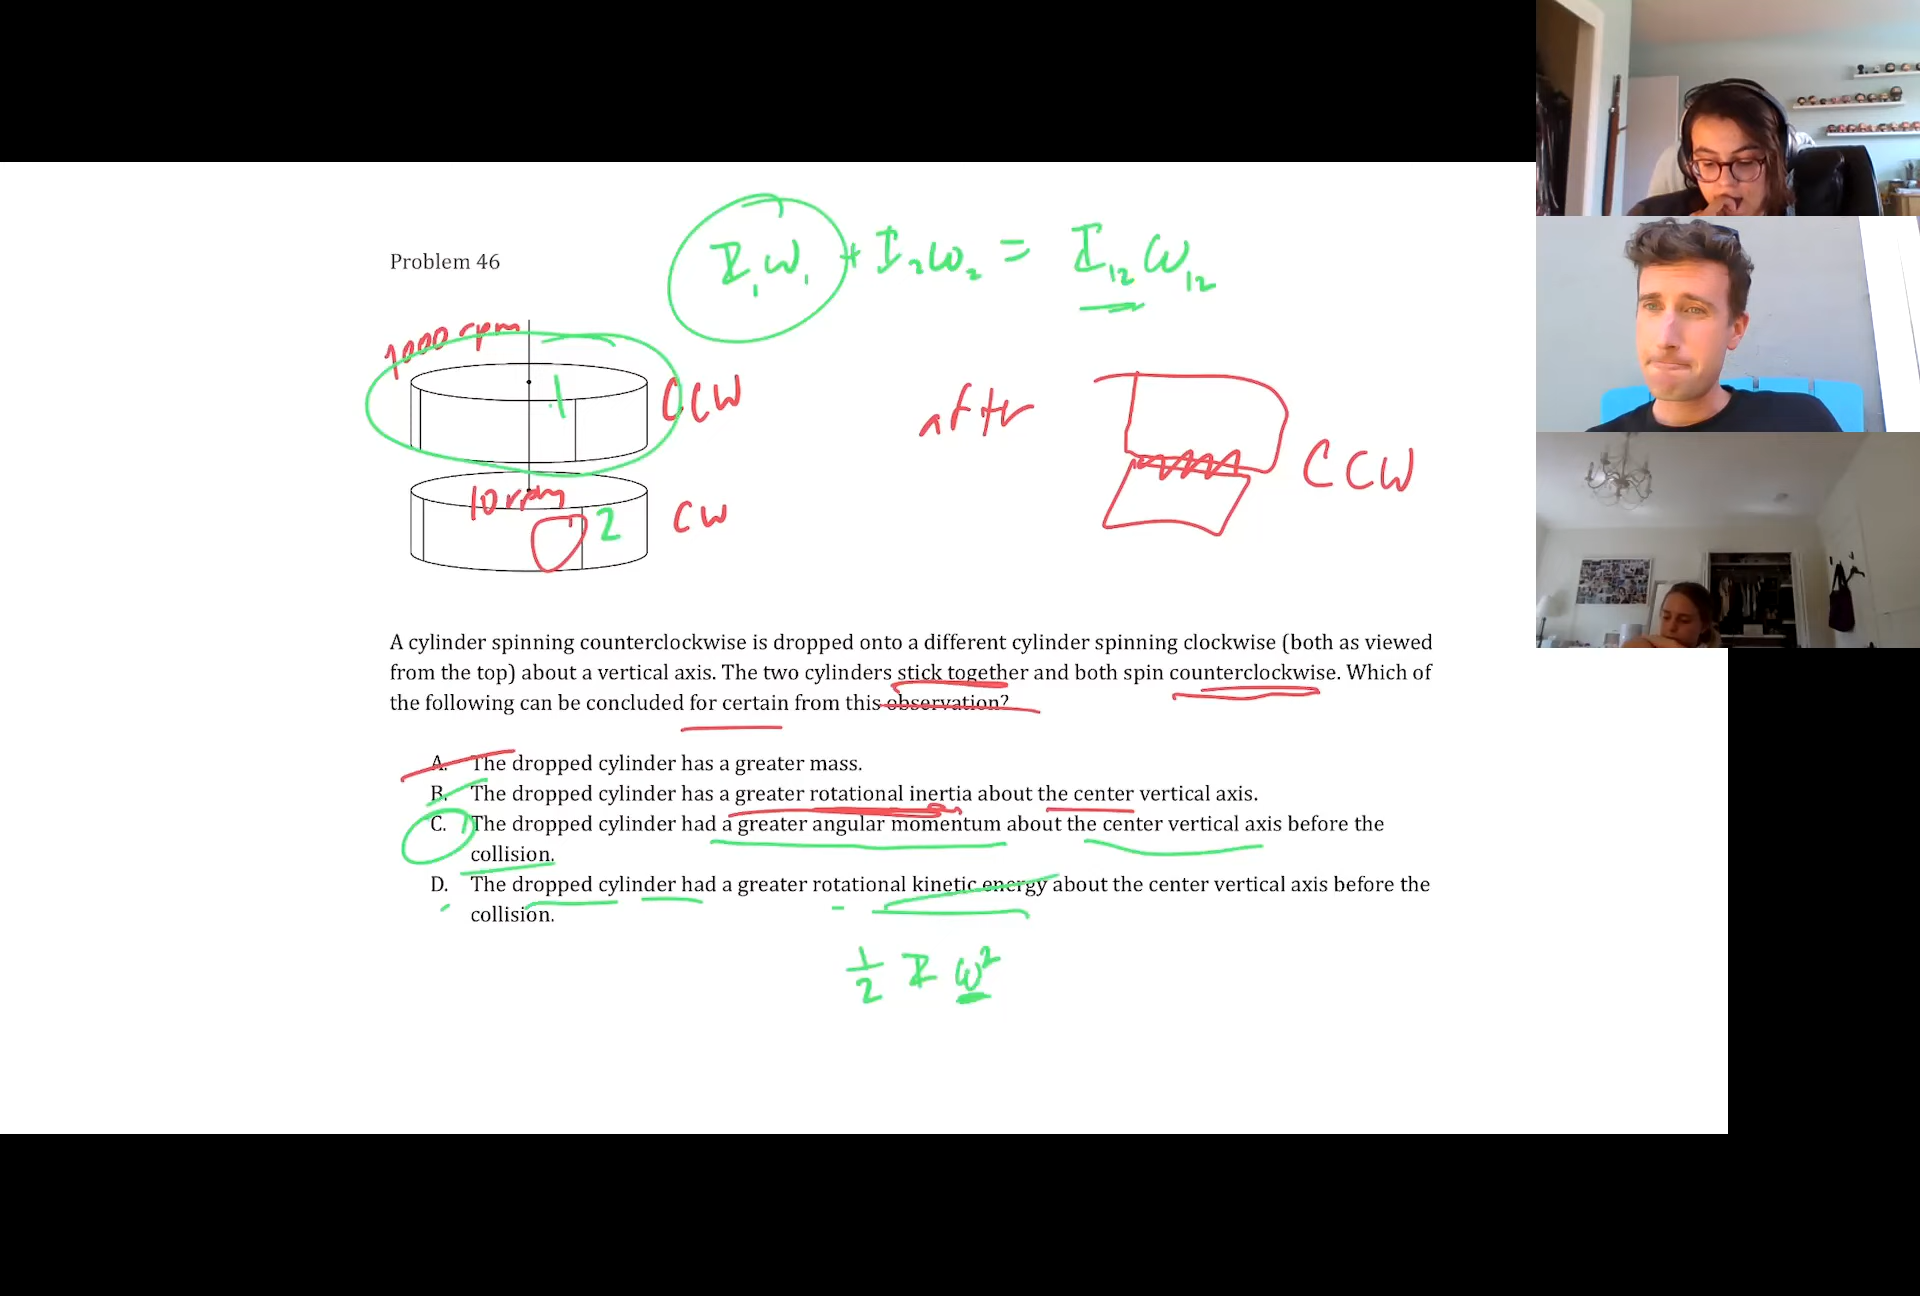 I₁ω₁ + I₂ω₂ = I₁₂ ω₁₂
Problem 46
1000 rpm
1
CCW
after
CCW
10 rpm
2
CW
A cylinder spinning counterclockwise is dropped onto a different cylinder spinning clockwise (both as viewed
from the top) about a vertical axis. The two cylinders stick together and both spin counterclockwise. Which of
the following can be concluded for certain from this observation?
A. The dropped cylinder has a greater mass.
B. The dropped cylinder has a greater rotational inertia about the center vertical axis.
C. The dropped cylinder had a greater angular momentum about the center vertical axis before the
collision.
D. The dropped cylinder had a greater rotational kinetic energy about the center vertical axis before the
collision.
1/2 I ω²